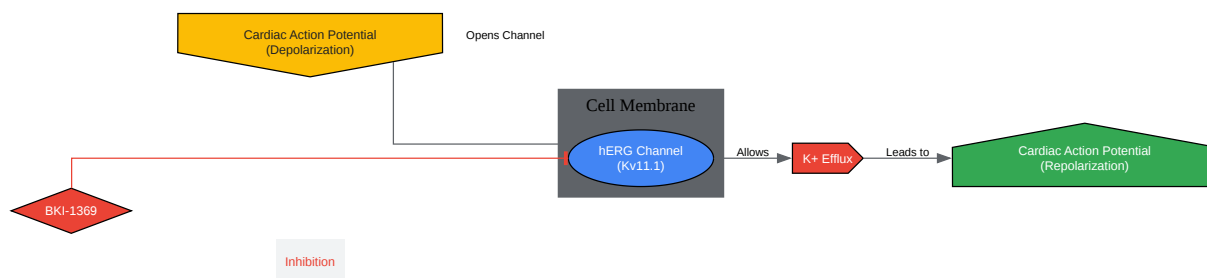 Cardiac Action Potential
(Depolarization)
Opens Channel
Cell Membrane
hERG Channel
(Kv11.1)
Allows
K+ Efflux
Leads to
Cardiac Action Potential
(Repolarization)
BKI-1369
Inhibition